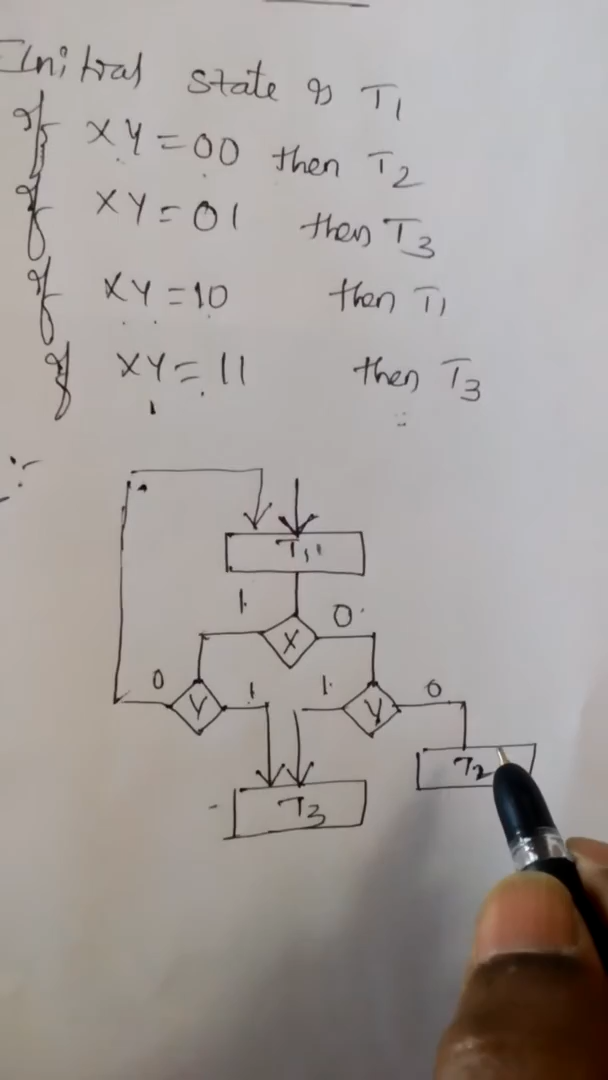 Initial state is T1
if XY = 00 then T2
if XY = 01 then T3
if XY = 10 then T1
if XY = 11 then T3
T1
1 0
X
0 Y 1 1 Y 0
T2
T3